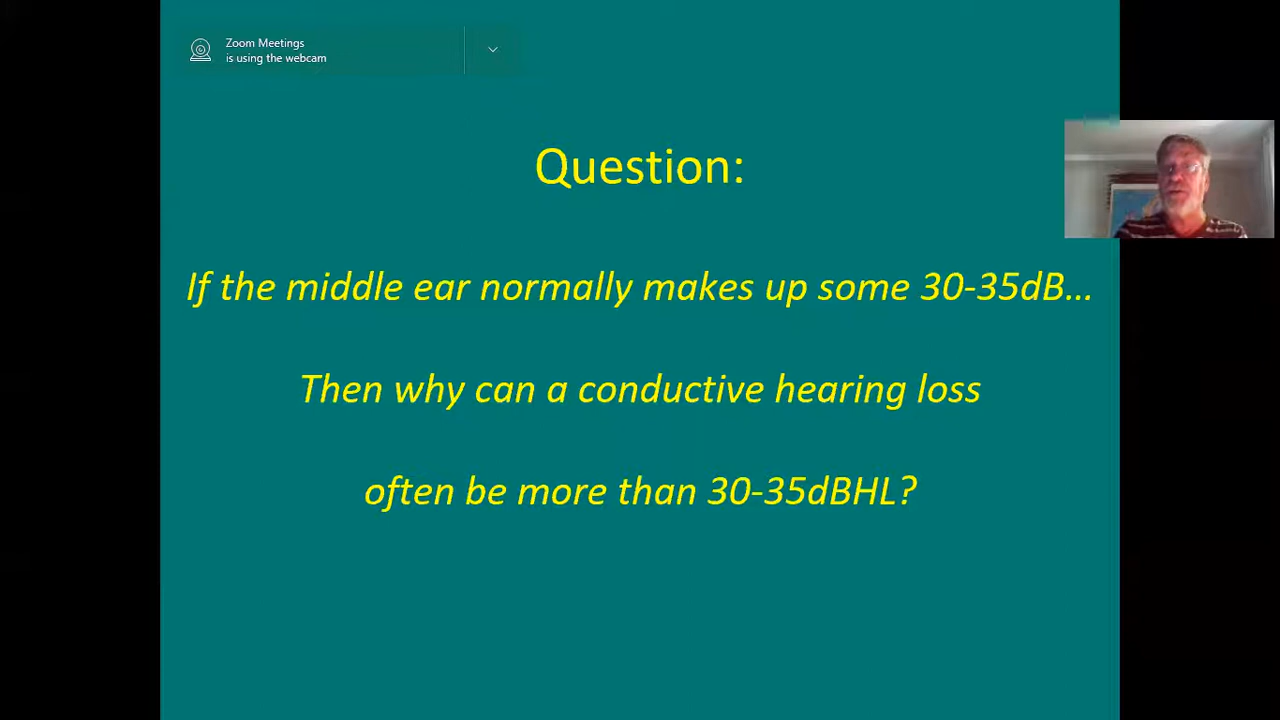 Zoom Meetings
is using the webcam
Question:
If the middle ear normally makes up some 30-35dB...
Then why can a conductive hearing loss
often be more than 30-35dBHL?